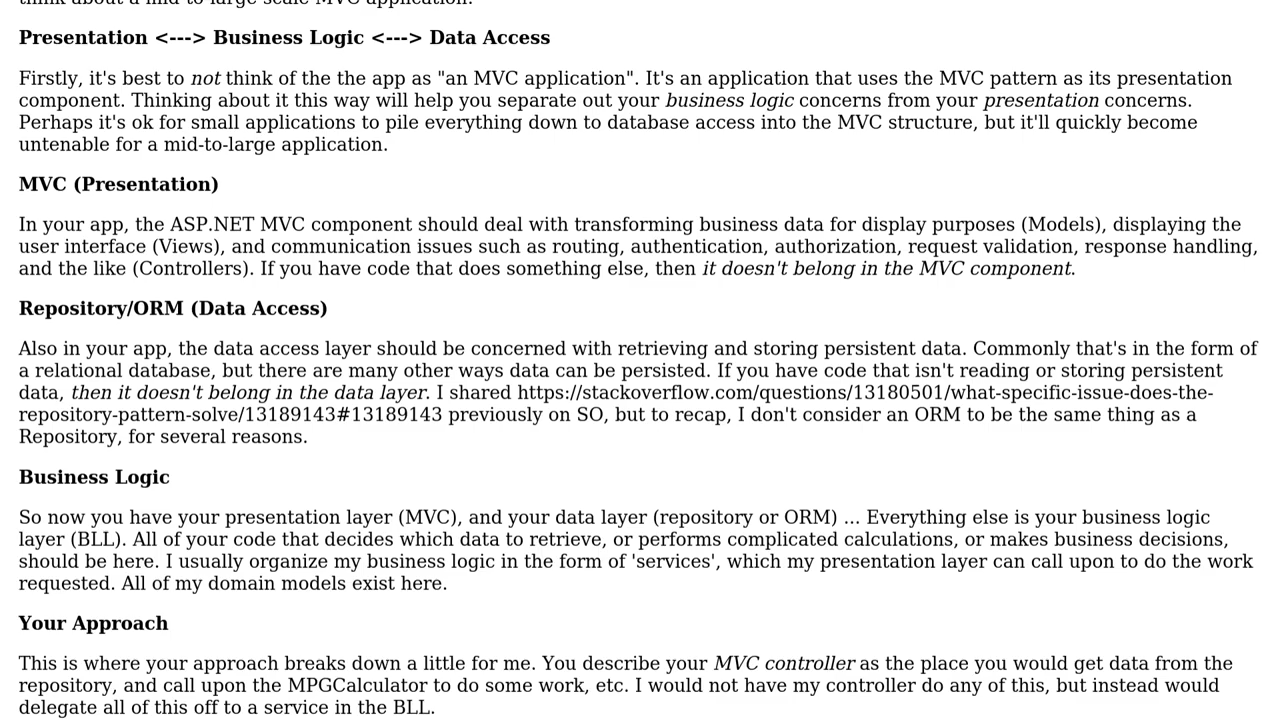 think about a mid-to-large scale MVC application.
Presentation <---> Business Logic <---> Data Access
Firstly, it's best to not think of the the app as "an MVC application". It's an application that uses the MVC pattern as its presentation
component. Thinking about it this way will help you separate out your business logic concerns from your presentation concerns.
Perhaps it's ok for small applications to pile everything down to database access into the MVC structure, but it'll quickly become
untenable for a mid-to-large application.
MVC (Presentation)
In your app, the ASP.NET MVC component should deal with transforming business data for display purposes (Models), displaying the
user interface (Views), and communication issues such as routing, authentication, authorization, request validation, response handling,
and the like (Controllers). If you have code that does something else, then it doesn't belong in the MVC component.
Repository/ORM (Data Access)
Also in your app, the data access layer should be concerned with retrieving and storing persistent data. Commonly that's in the form of
a relational database, but there are many other ways data can be persisted. If you have code that isn't reading or storing persistent
data, then it doesn't belong in the data layer. I shared https://stackoverflow.com/questions/13180501/what-specific-issue-does-the-
repository-pattern-solve/13189143#13189143 previously on SO, but to recap, I don't consider an ORM to be the same thing as a
Repository, for several reasons.
Business Logic
So now you have your presentation layer (MVC), and your data layer (repository or ORM) ... Everything else is your business logic
layer (BLL). All of your code that decides which data to retrieve, or performs complicated calculations, or makes business decisions,
should be here. I usually organize my business logic in the form of 'services', which my presentation layer can call upon to do the work
requested. All of my domain models exist here.
Your Approach
This is where your approach breaks down a little for me. You describe your MVC controller as the place you would get data from the
repository, and call upon the MPGCalculator to do some work, etc. I would not have my controller do any of this, but instead would
delegate all of this off to a service in the BLL.